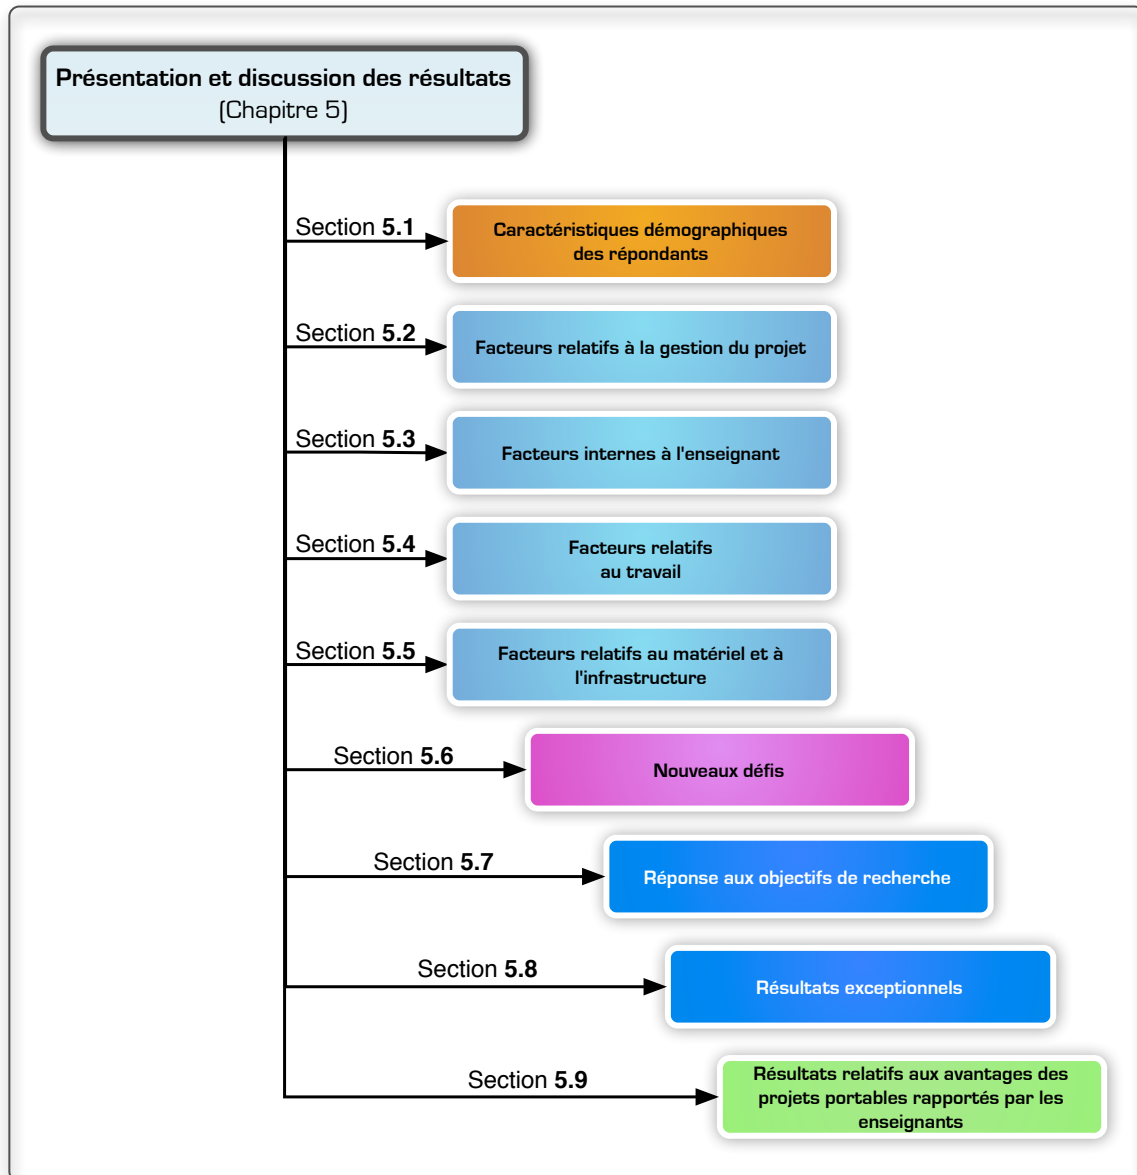 Présentation et discussion des résultats
(Chapitre 5)
Section 5.1
Caractéristiques démographiques
des répondants
Section 5.2
Facteurs relatifs à la gestion du projet
Section 5.3
Facteurs internes à l'enseignant
Section 5.4
Facteurs relatifs
au travail
Section 5.5
Facteurs relatifs au matériel et à
l'infrastructure
Section 5.6
Nouveaux défis
Section 5.7
Réponse aux objectifs de recherche
Section 5.8
Résultats exceptionnels
Section 5.9
Résultats relatifs aux avantages des
projets portables rapportés par les
enseignants